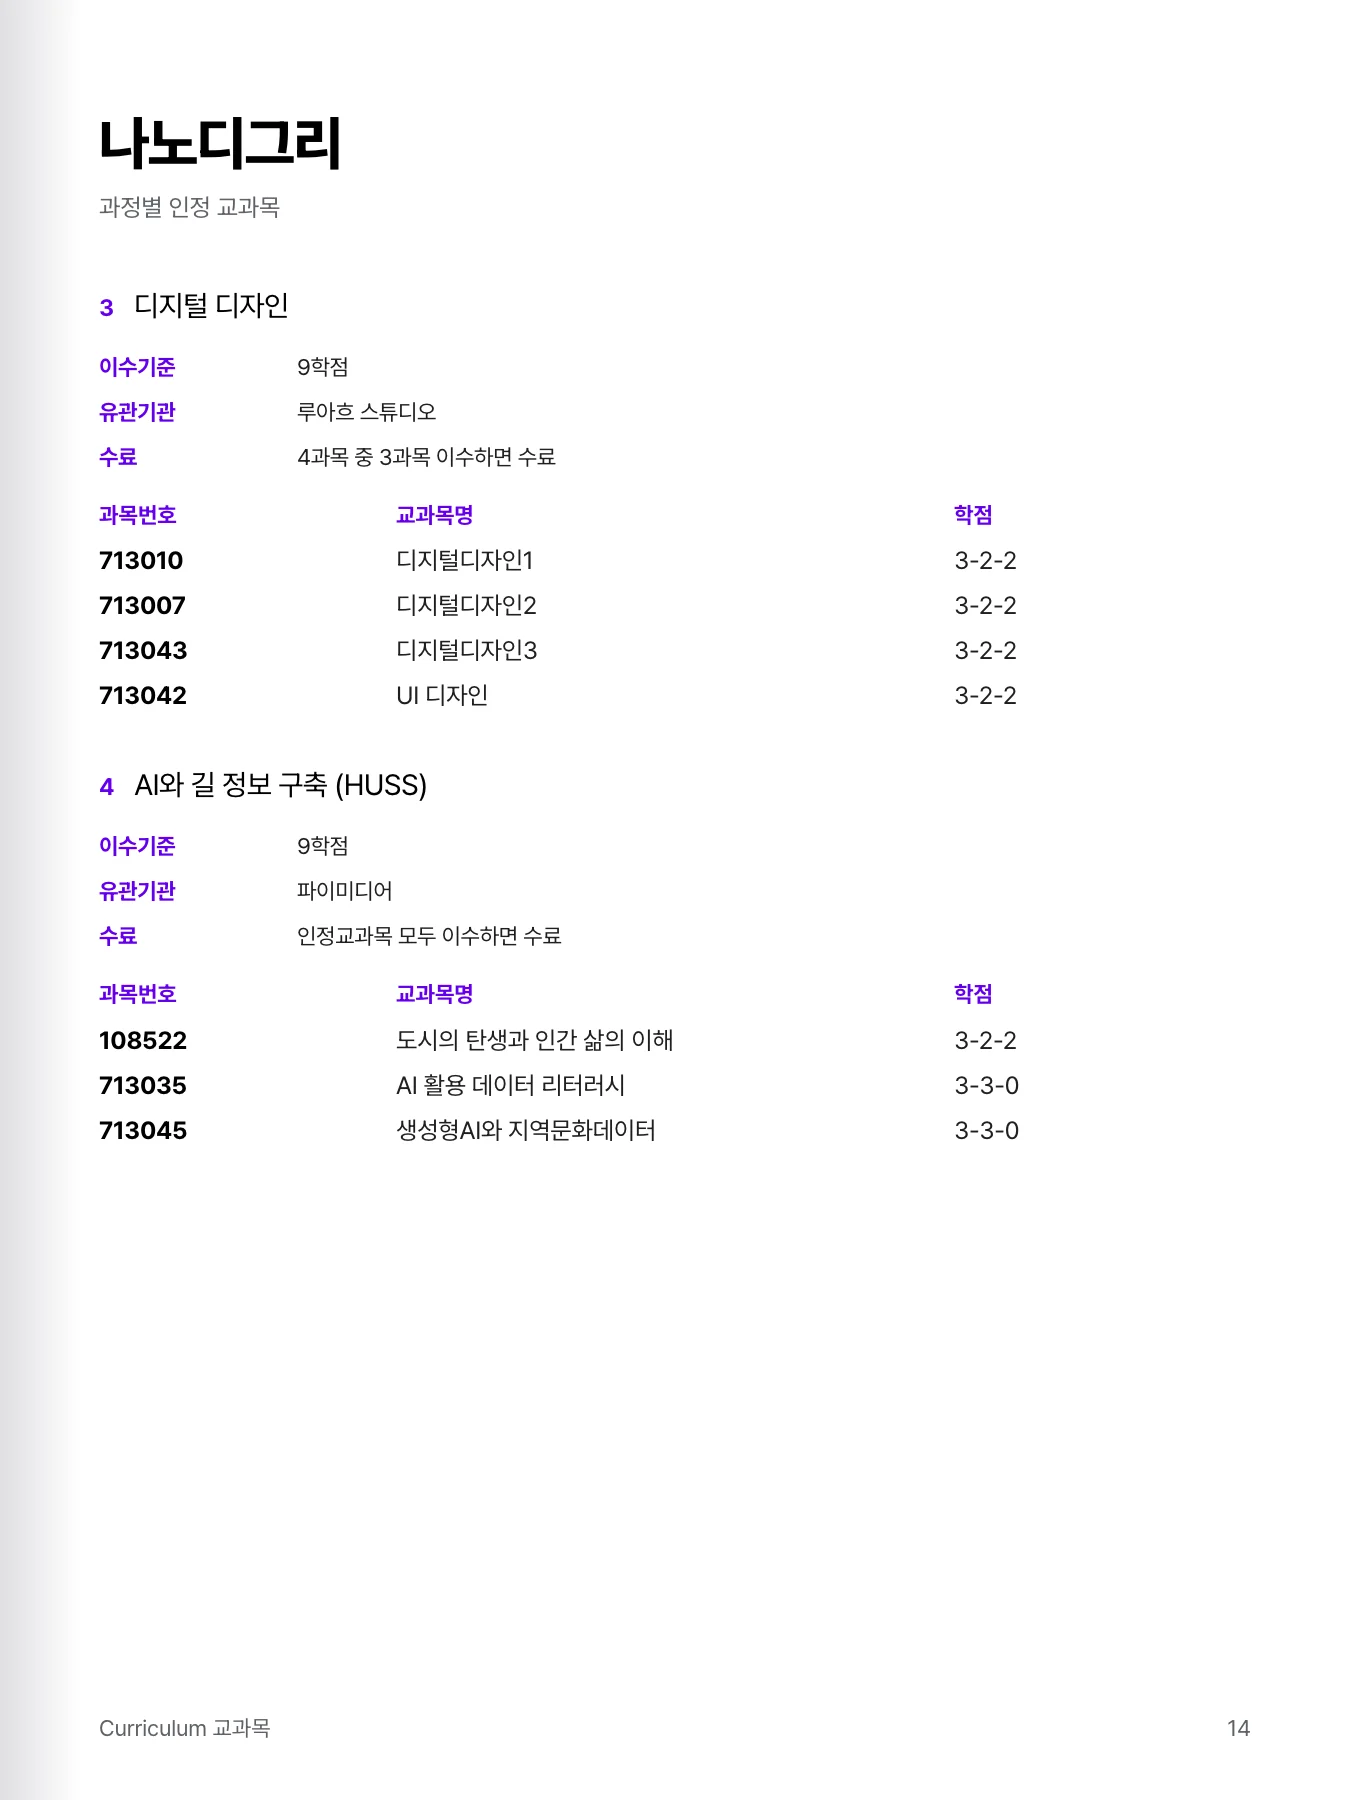 나노디그리
과정별 인정 교과목
3 디지털 디자인
이수기준 9학점
유관기관 루아흐 스튜디오
수료 4과목 중 3과목 이수하면 수료
과목번호 교과목명 학점
713010 디지털디자인1 3-2-2
713007 디지털디자인2 3-2-2
713043 디지털디자인3 3-2-2
713042 UI 디자인 3-2-2
4 AI와 길 정보 구축 (HUSS)
이수기준 9학점
유관기관 파이미디어
수료 인정교과목 모두 이수하면 수료
과목번호 교과목명 학점
108522 도시의 탄생과 인간 삶의 이해 3-2-2
713035 AI 활용 데이터 리터러시 3-3-0
713045 생성형AI와 지역문화데이터 3-3-0
Curriculum 교과목 14